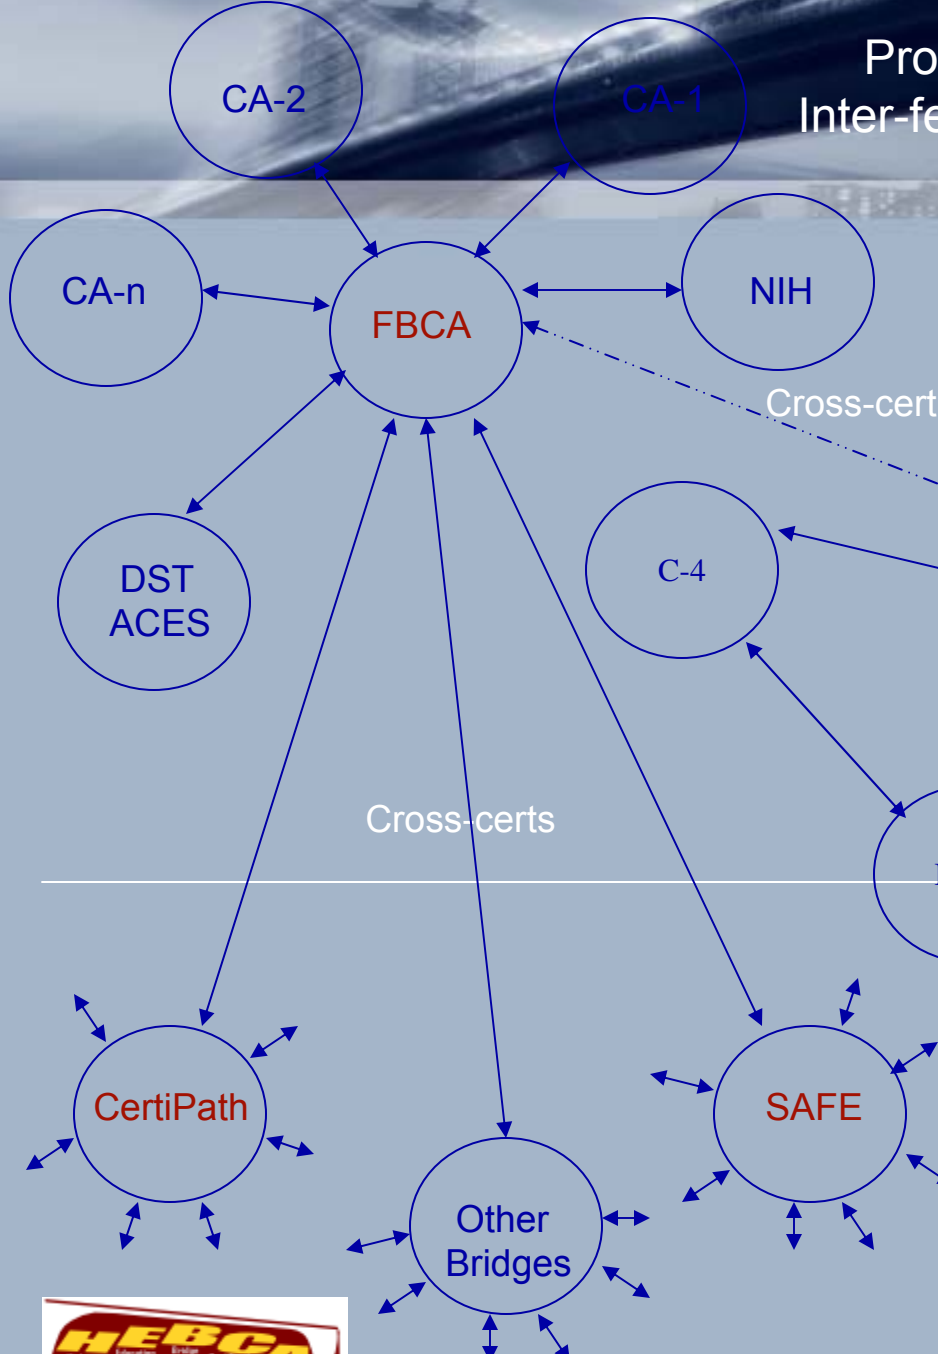 Pro
Inter-fe
CA-2
CA-1
CA-n
FBCA
NIH
Cross-cert
C-4
DST
ACES
Cross-certs
CertiPath
SAFE
Other
Bridges
HEBCA